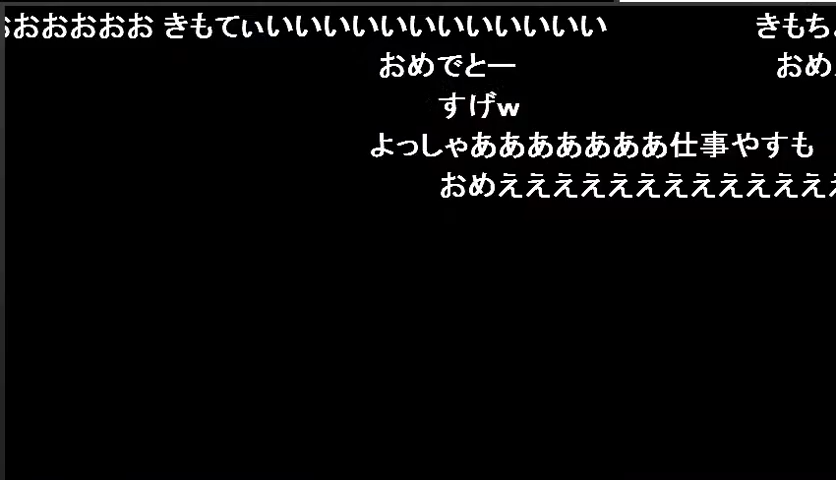 おおおおおお きもてぃいいいいいいいいいいいい きもち
おめでとー おめ
すげw
よっしゃあああああああ仕事やすも
おめええええええええええええ